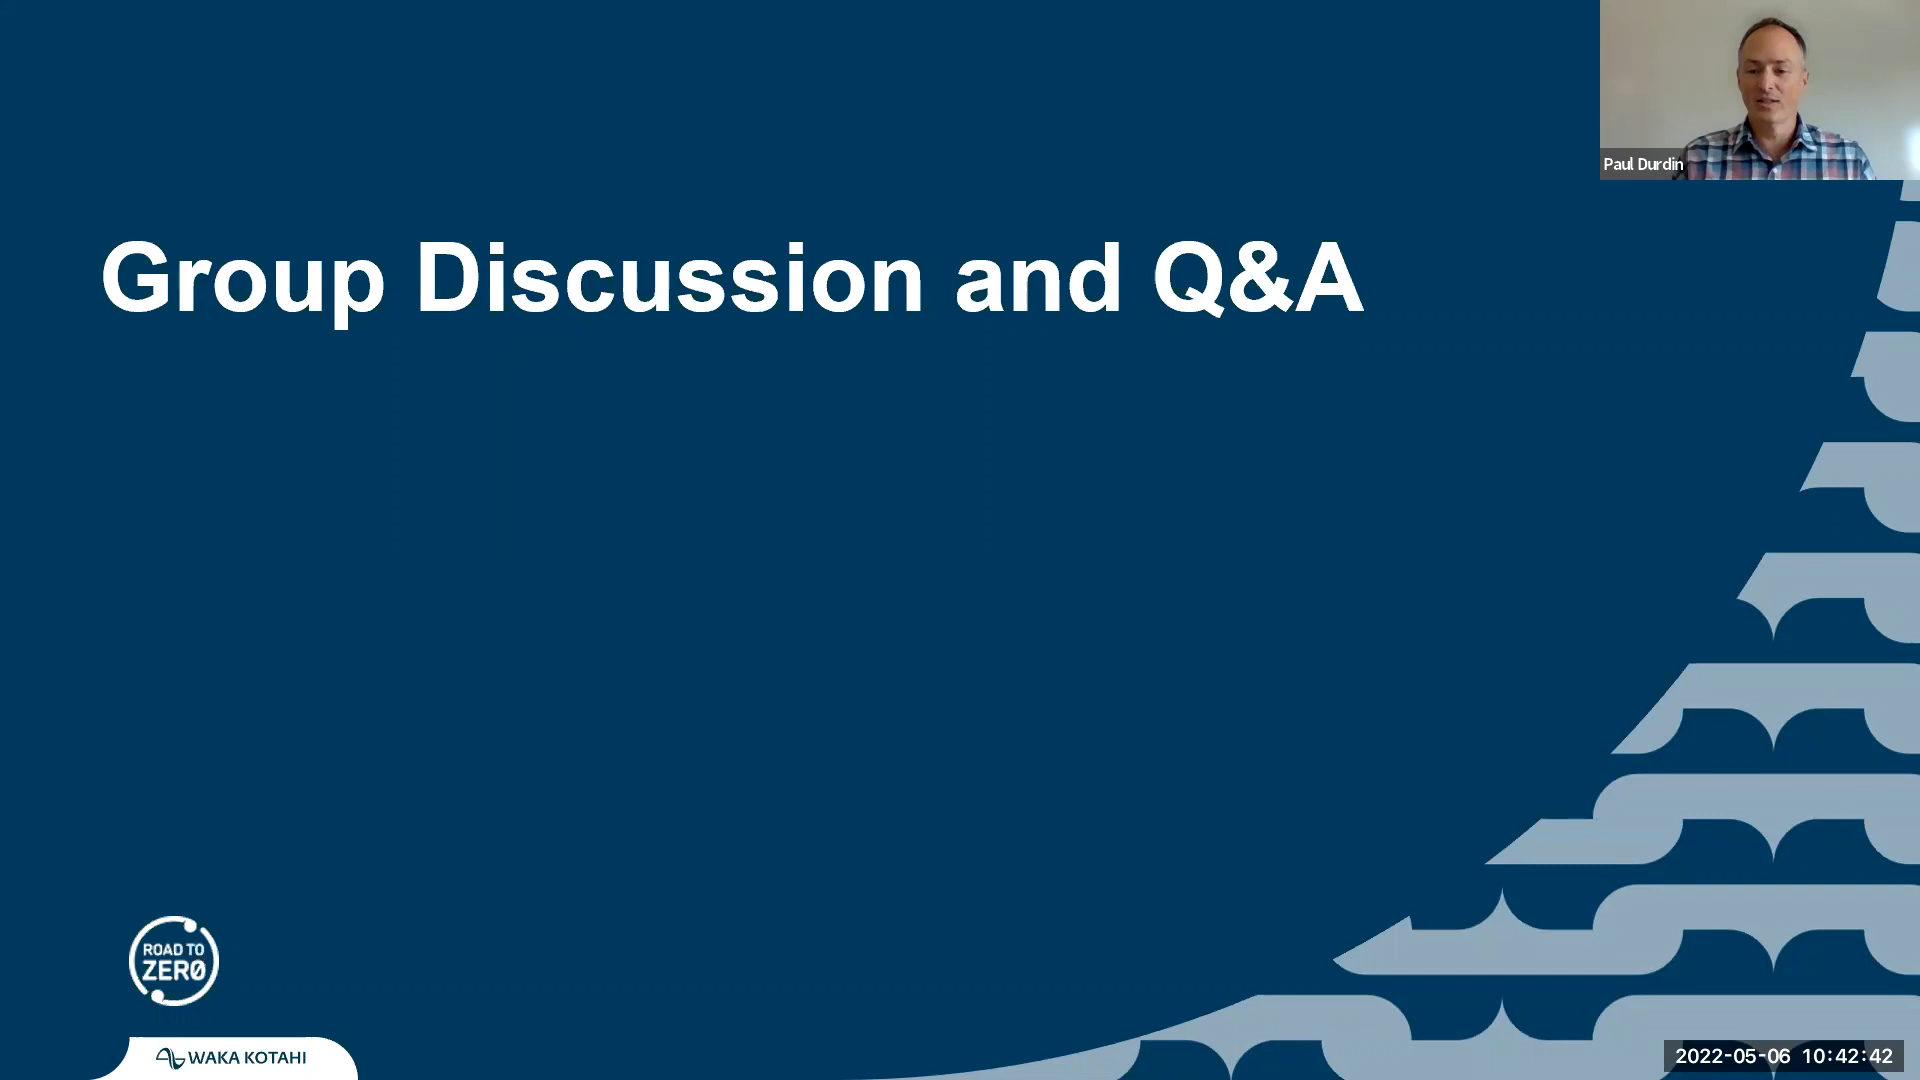 Paul Durdin
Group Discussion and Q&A
ROAD TO
ZERO
WAKA KOTAHI
2022-05-06 10:42:42